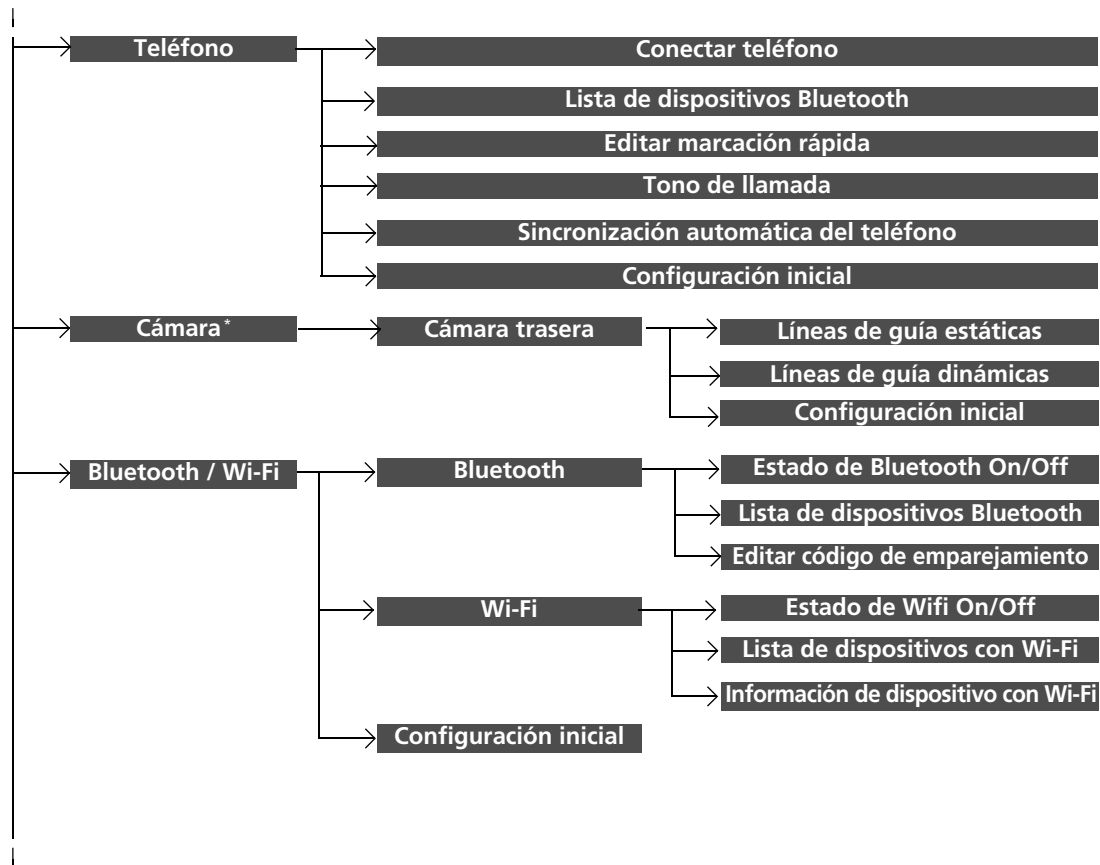 Teléfono
Conectar teléfono
Lista de dispositivos Bluetooth
Editar marcación rápida
Tono de llamada
Sincronización automática del teléfono
Configuración inicial
Cámara*
Cámara trasera
Líneas de guía estáticas
Líneas de guía dinámicas
Configuración inicial
Bluetooth / Wi-Fi
Bluetooth
Estado de Bluetooth On/Off
Lista de dispositivos Bluetooth
Editar código de emparejamiento
Wi-Fi
Estado de Wifi On/Off
Lista de dispositivos con Wi-Fi
Información de dispositivo con Wi-Fi
Configuración inicial